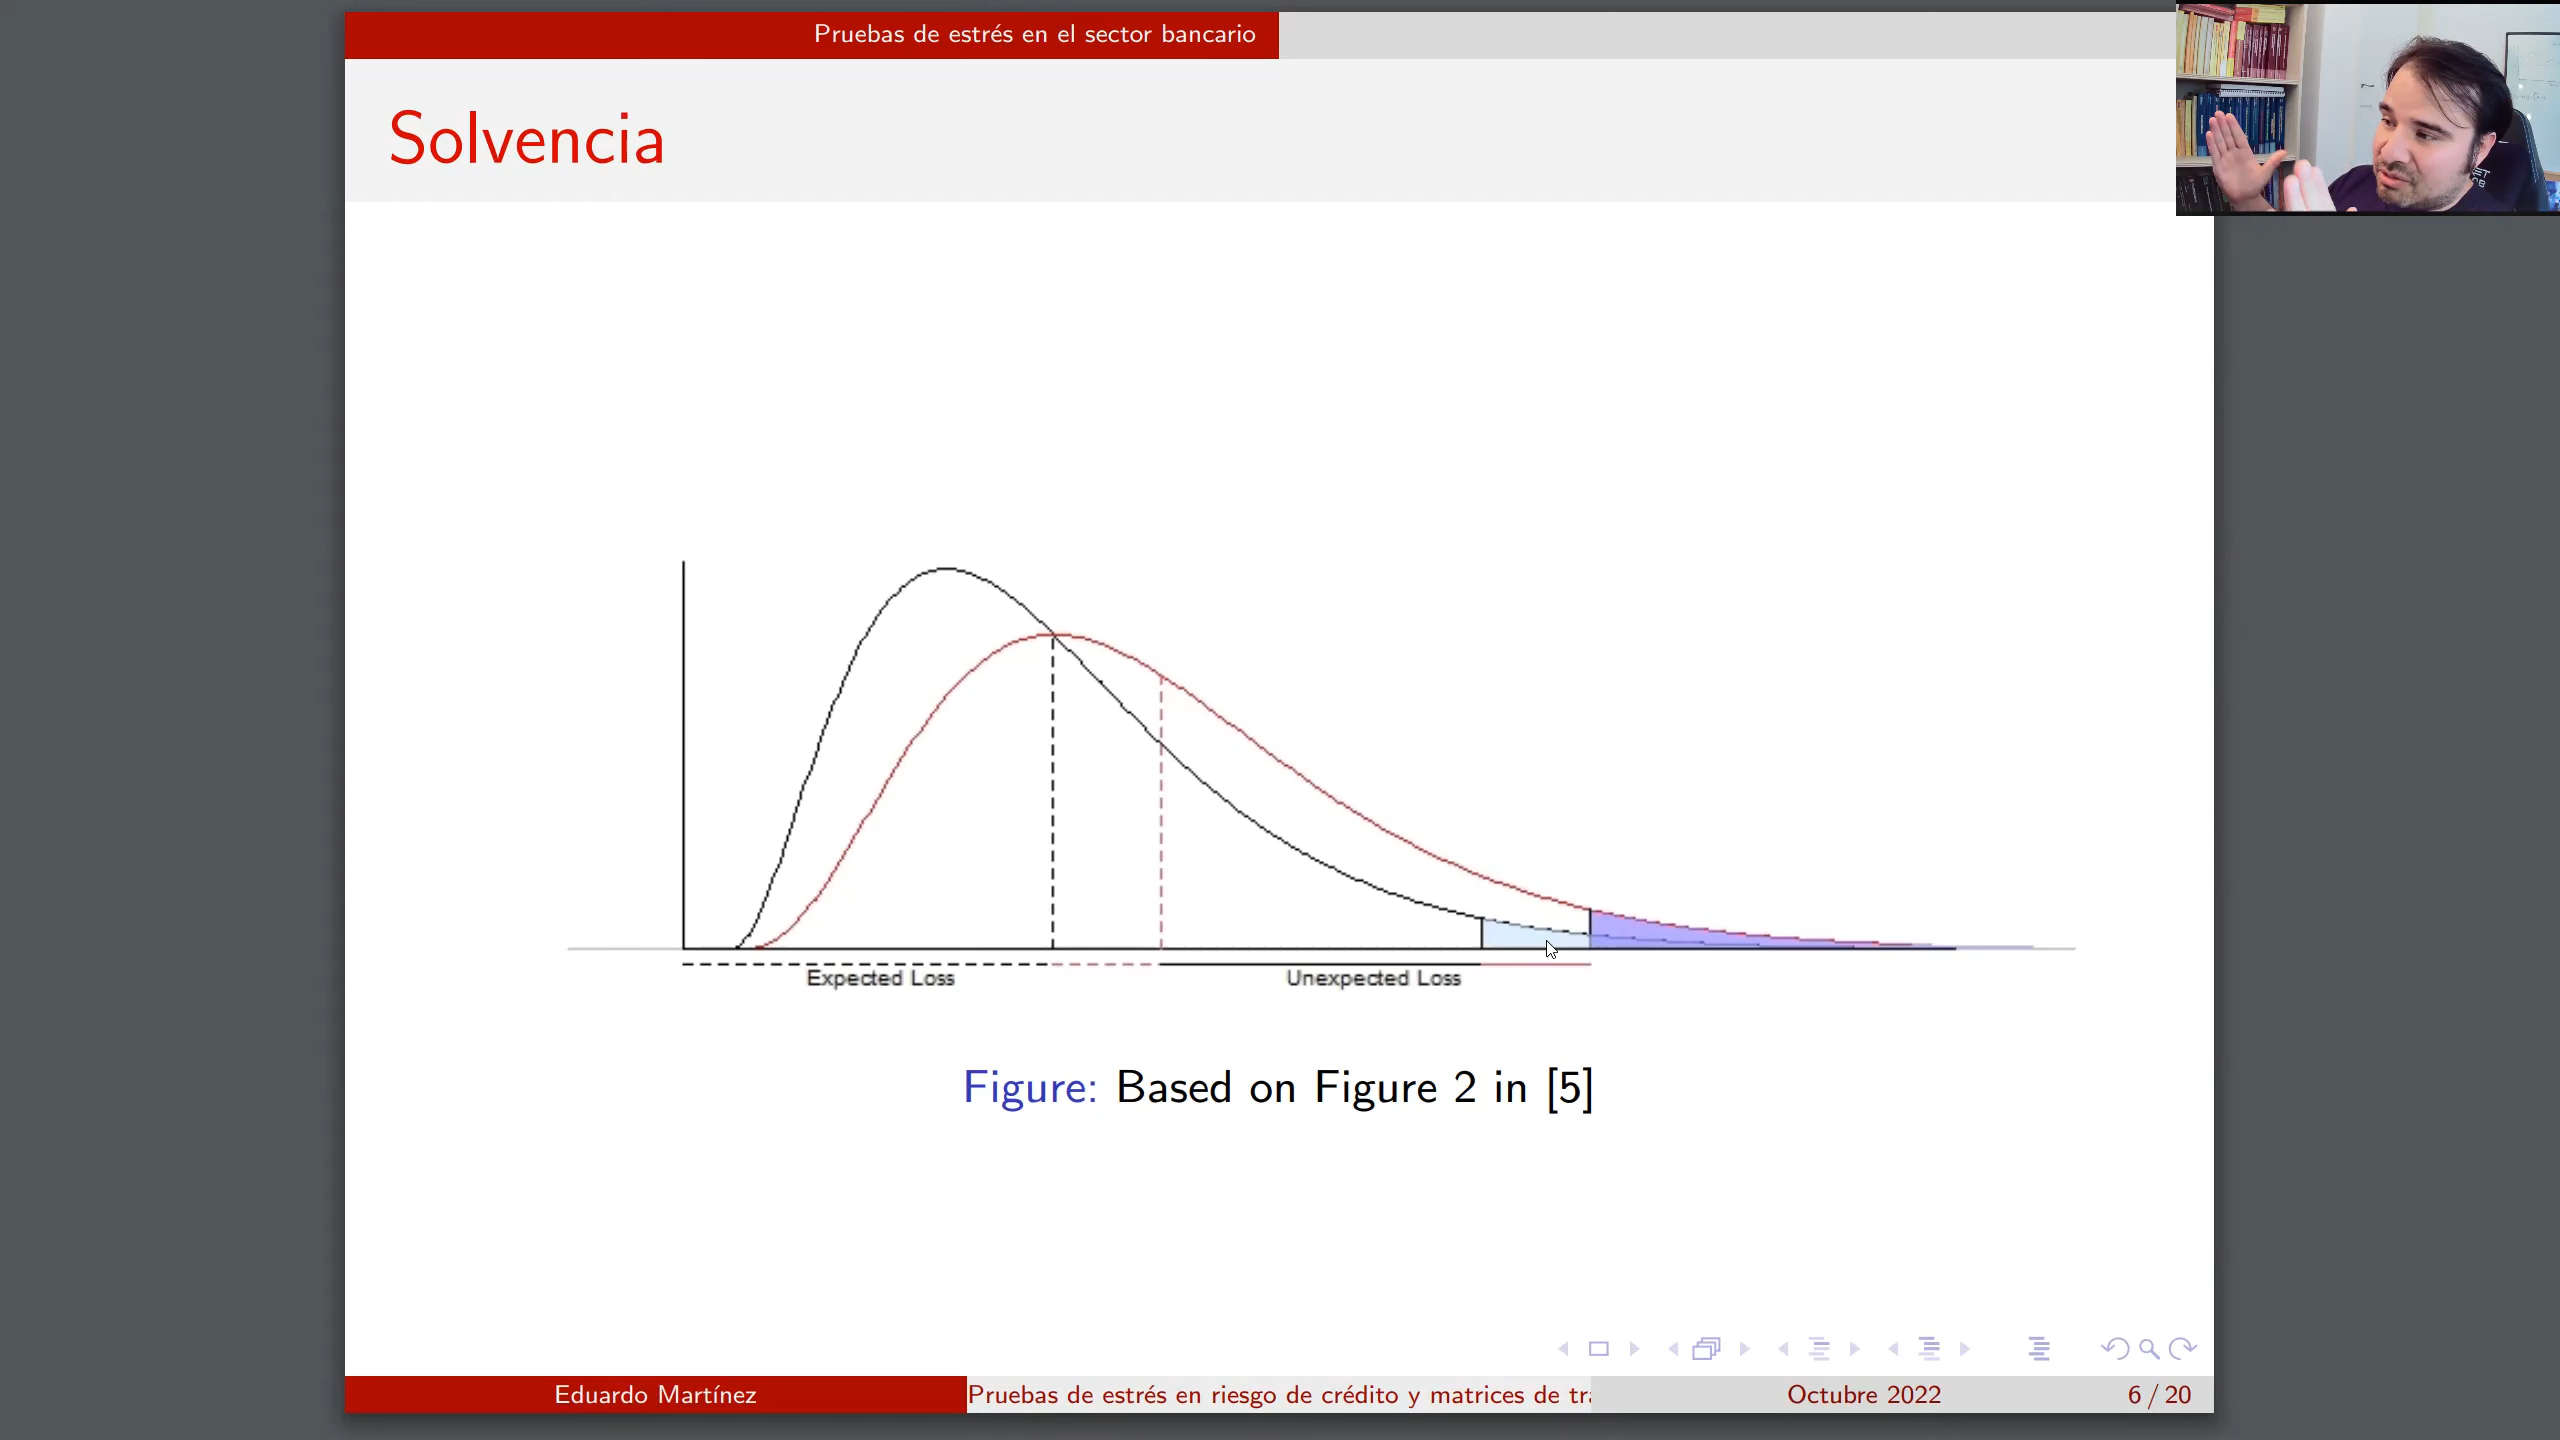 Pruebas de estrés en el sector bancario
Solvencia
Expected Loss
Unexpected Loss
Figure: Based on Figure 2 in [5]
Eduardo Martínez
Pruebas de estrés en riesgo de crédito y matrices de tra
Octubre 2022
6 / 20